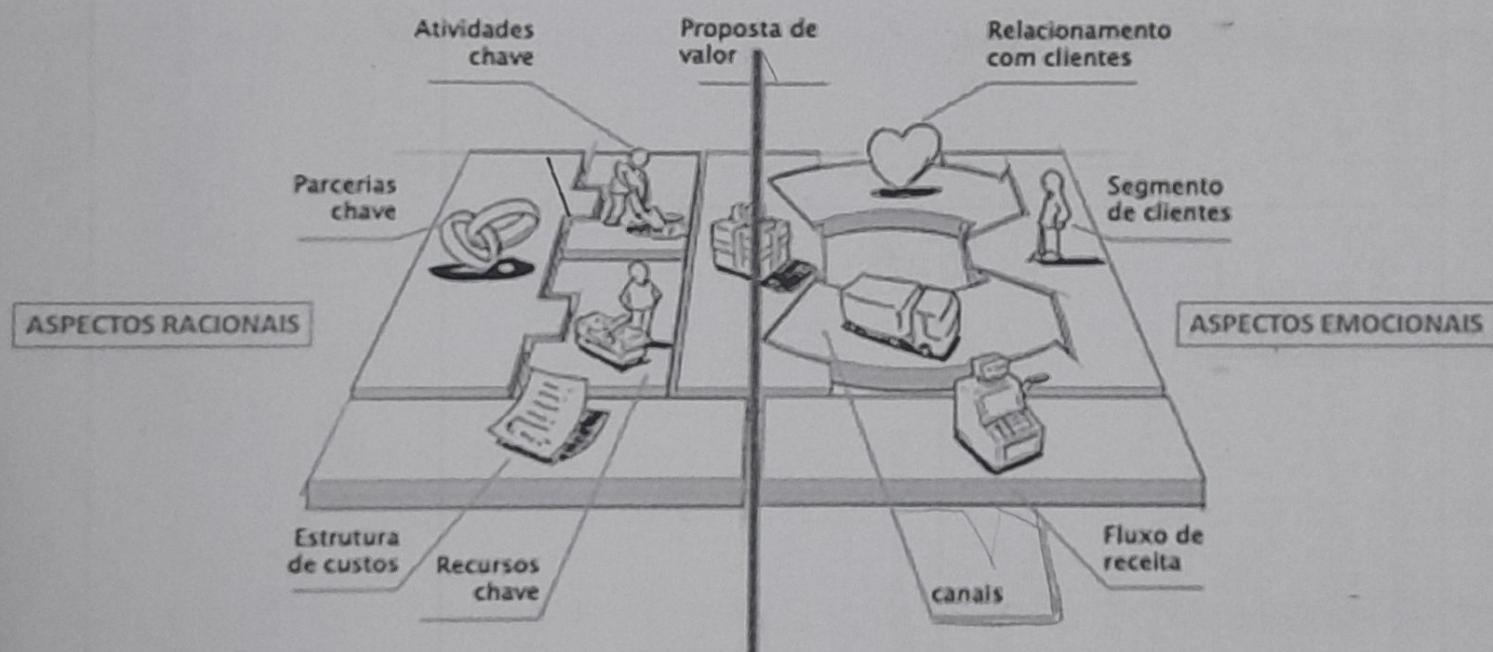 Atividades
chave
Proposta de
valor
Relacionamento
com clientes
Parcerias
chave
Segmento
de clientes
ASPECTOS RACIONAIS
ASPECTOS EMOCIONAIS
Estrutura
de custos
Recursos
chave
canais
Fluxo de
receita